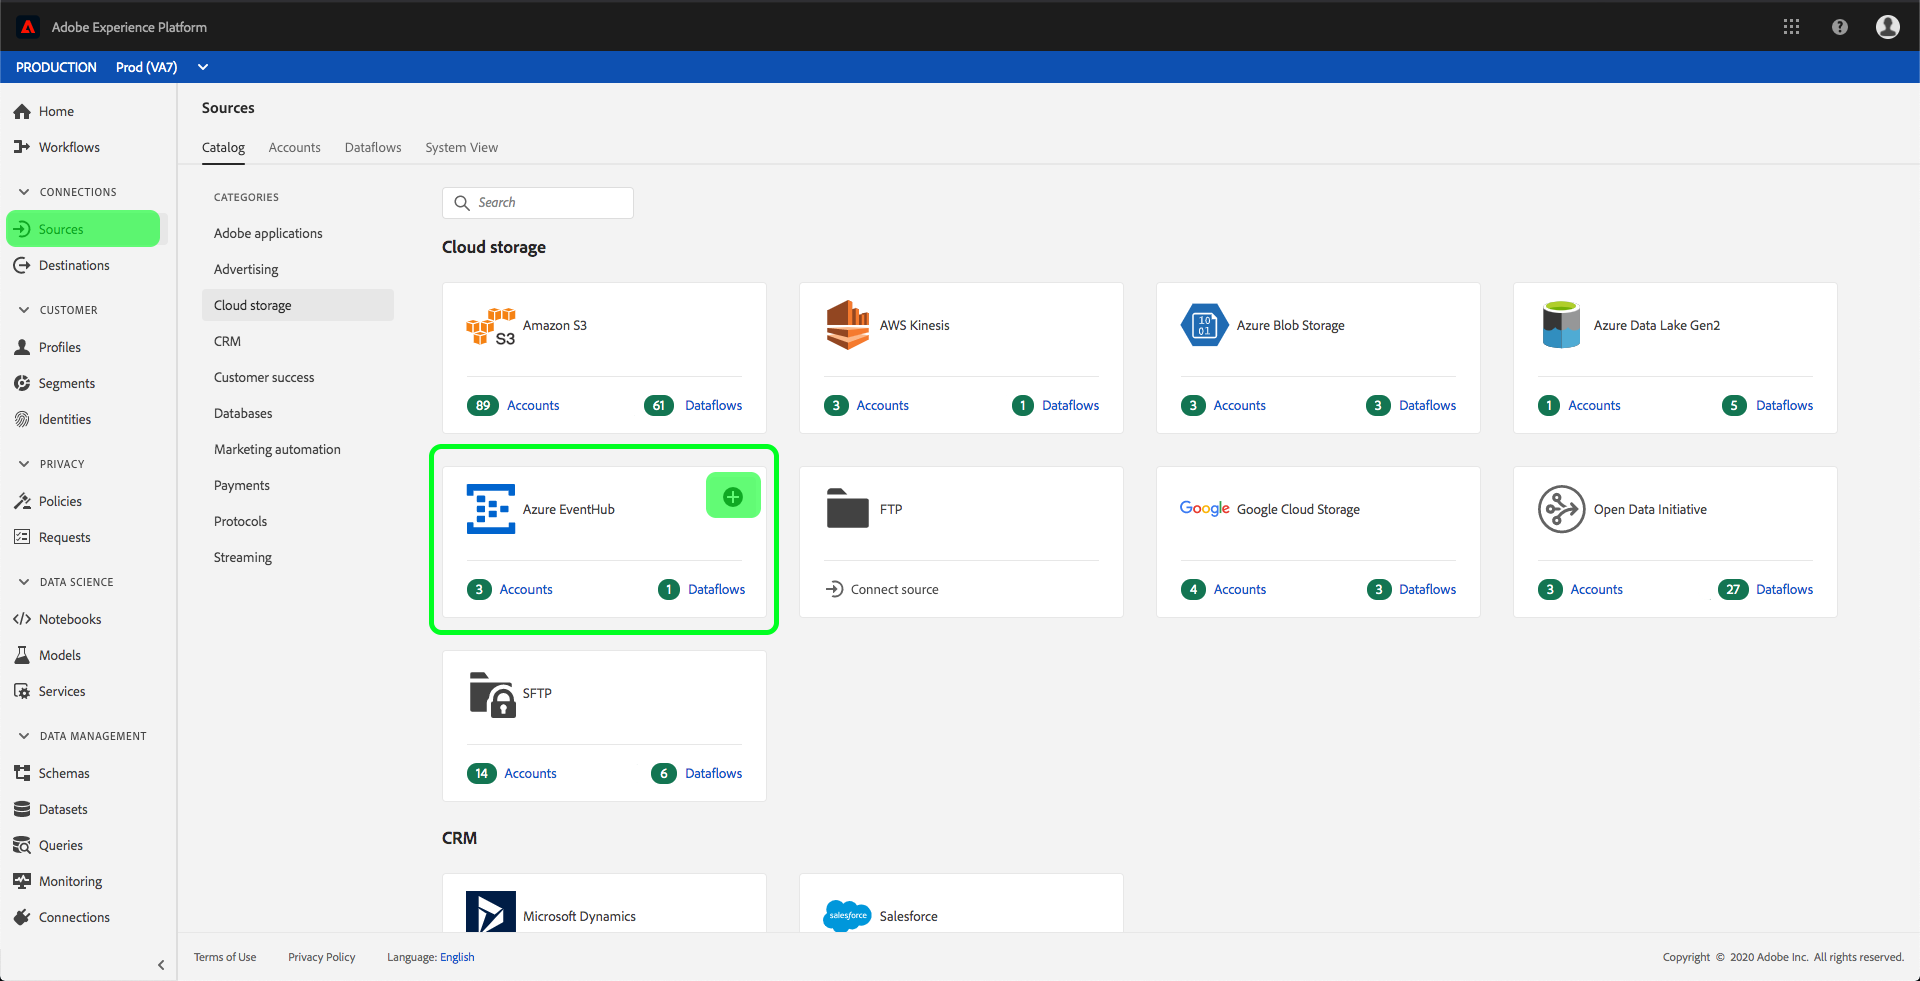 Adobe Experience Platform
PRODUCTION Prod (VA7)
Home
Workflows
CONNECTIONS
Sources
Destinations
CUSTOMER
Profiles
Segments
Identities
PRIVACY
Policies
Requests
DATA SCIENCE
Notebooks
Models
Services
DATA MANAGEMENT
Schemas
Datasets
Queries
Monitoring
Connections
Sources
Catalog Accounts Dataflows System View
CATEGORIES
Adobe applications
Advertising
Cloud storage
CRM
Customer success
Databases
Marketing automation
Payments
Protocols
Streaming
Search
Cloud storage
S3 Amazon S3
89 Accounts 61 Dataflows
AWS Kinesis
3 Accounts 1 Dataflows
10
01
Azure Blob Storage
3 Accounts 3 Dataflows
Azure Data Lake Gen2
1 Accounts 5 Dataflows
Azure EventHub
3 Accounts 1 Dataflows
FTP
Connect source
Google Google Cloud Storage
4 Accounts 3 Dataflows
Open Data Initiative
3 Accounts 27 Dataflows
SFTP
14 Accounts 6 Dataflows
CRM
Microsoft Dynamics
salesforce Salesforce
Terms of Use Privacy Policy Language: English
Copyright © 2020 Adobe Inc. All rights reserved.